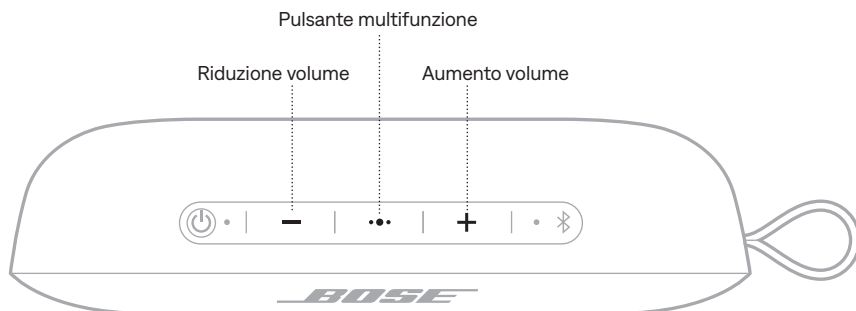 Pulsante multifunzione
Riduzione volume
Aumento volume
BOSE